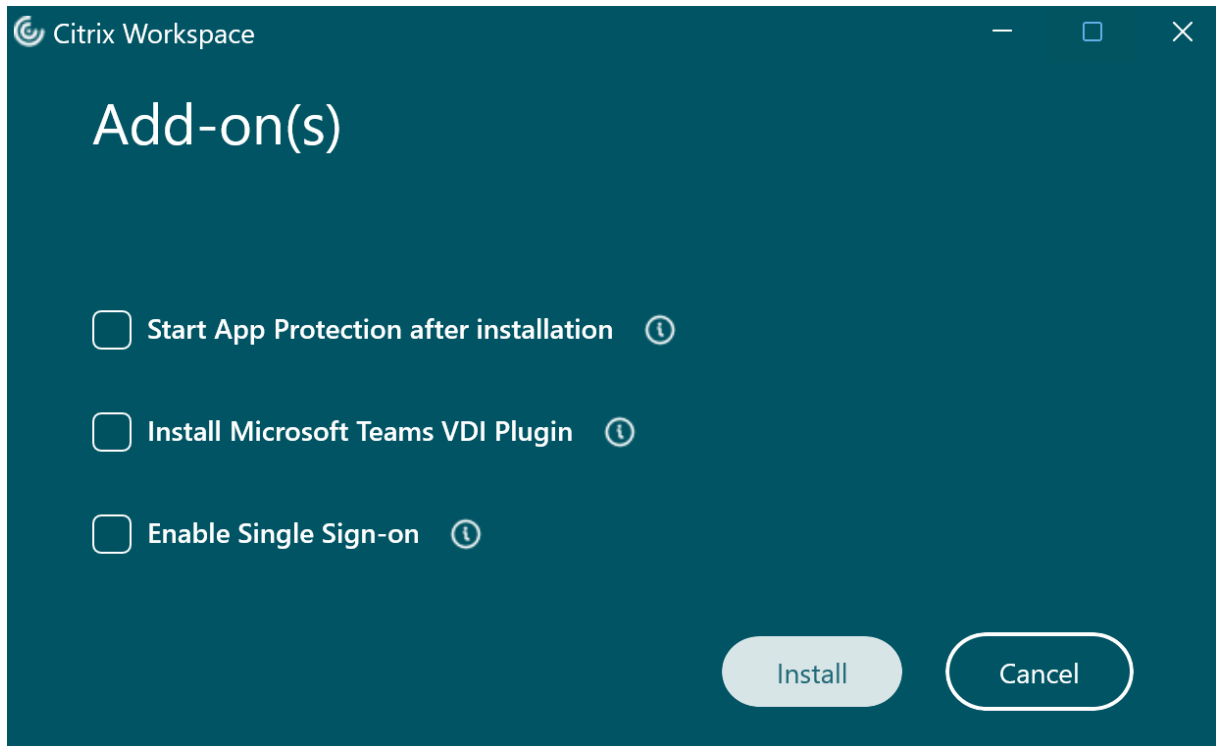 Citrix Workspace
Add-on(s)
Start App Protection after installation
Install Microsoft Teams VDI Plugin
Enable Single Sign-on
Install Cancel